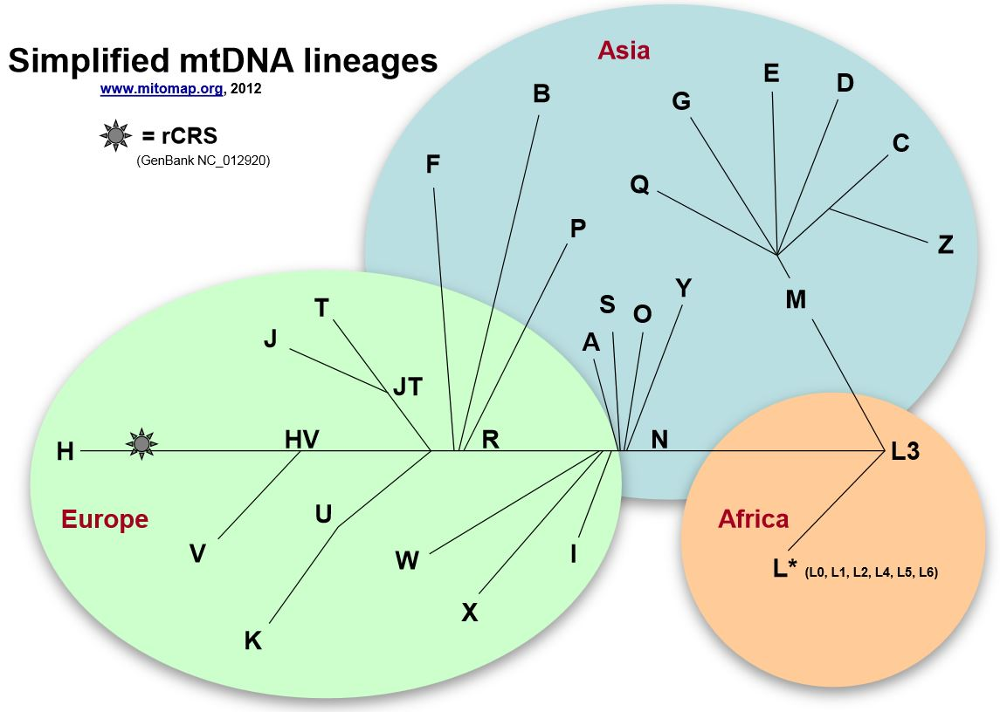 Simplified mtDNA lineages
www.mitomap.org, 2012
= rCRS
(GenBank NC_012920)
Asia
B
E
D
G
C
F
Q
P
Z
Y
M
S
O
T
A
J
JT
HV
R
N
H
L3
Europe
U
Africa
V
W
I
L* (L0, L1, L2, L4, L5, L6)
X
K